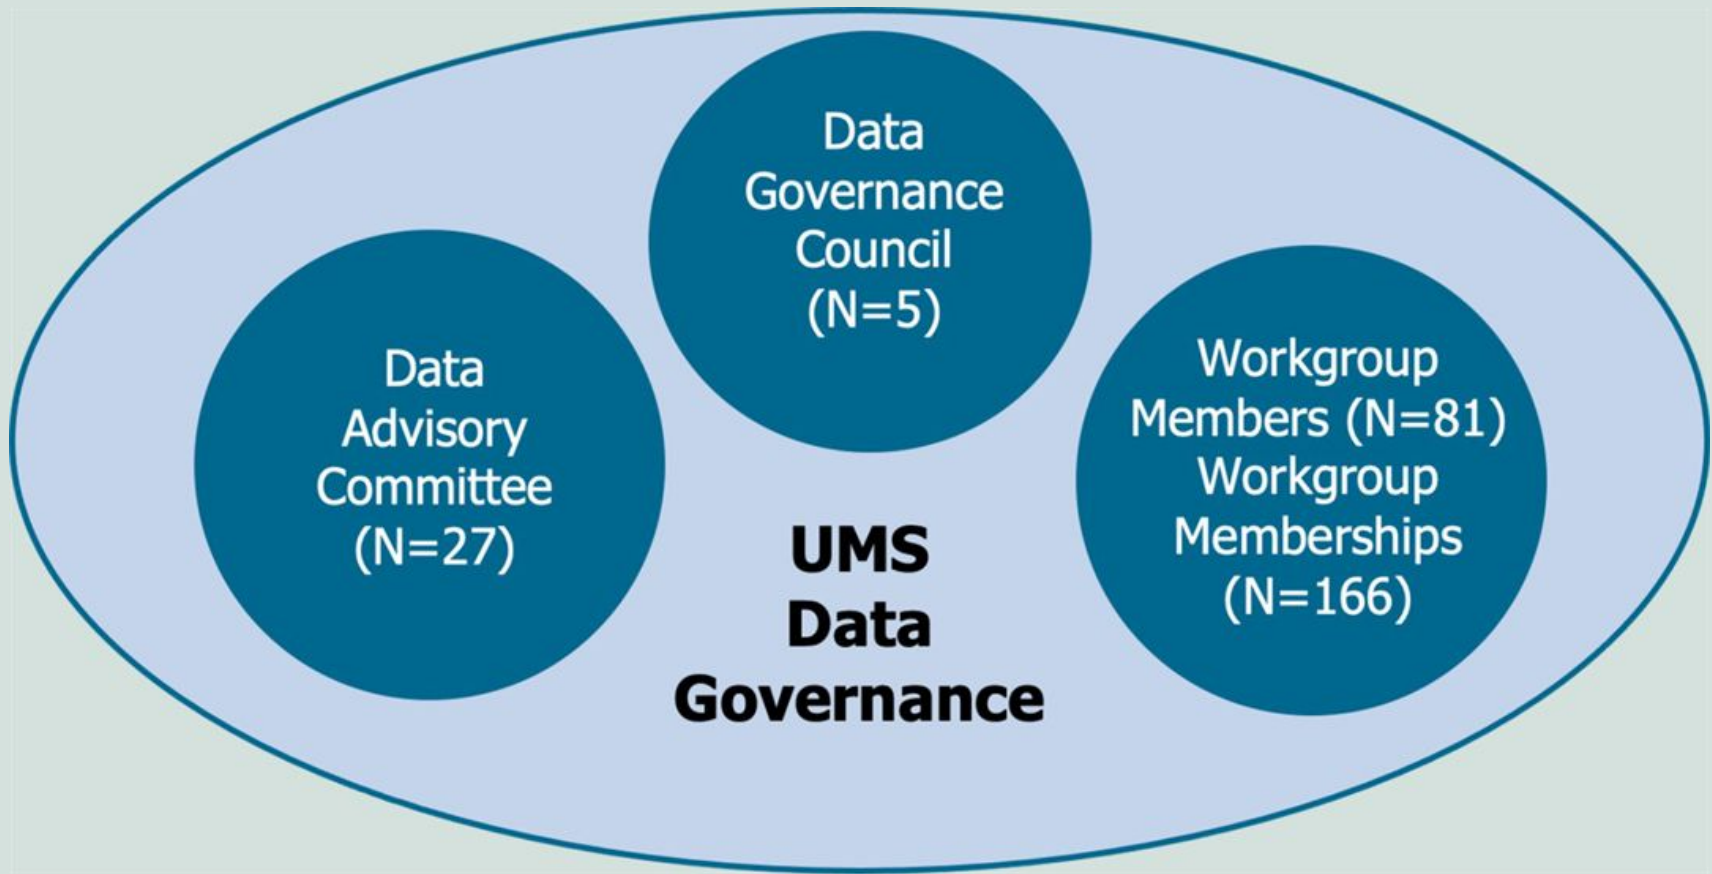 Data
Governance
Council
(N=5)
Data
Advisory
Committee
(N=27)
Workgroup
Members (N=81)
Workgroup
Memberships
(N=166)
UMS
Data
Governance